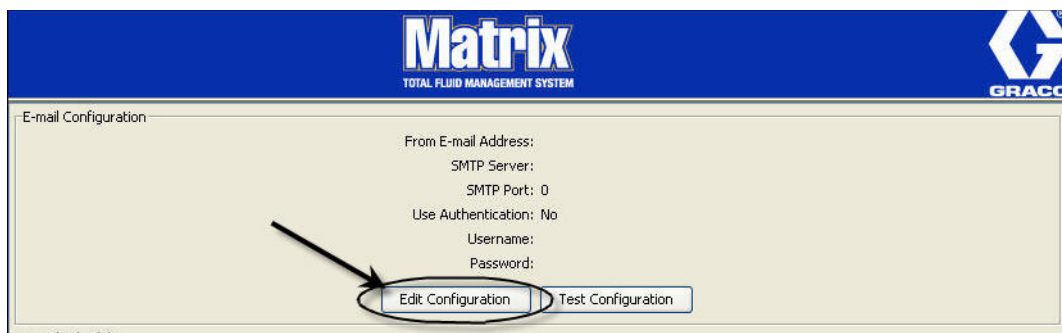 Matrix
TOTAL FLUID MANAGEMENT SYSTEM
GRACO
E-mail Configuration
From E-mail Address:
SMTP Server:
SMTP Port: 0
Use Authentication: No
Username:
Password:
Edit Configuration
Test Configuration